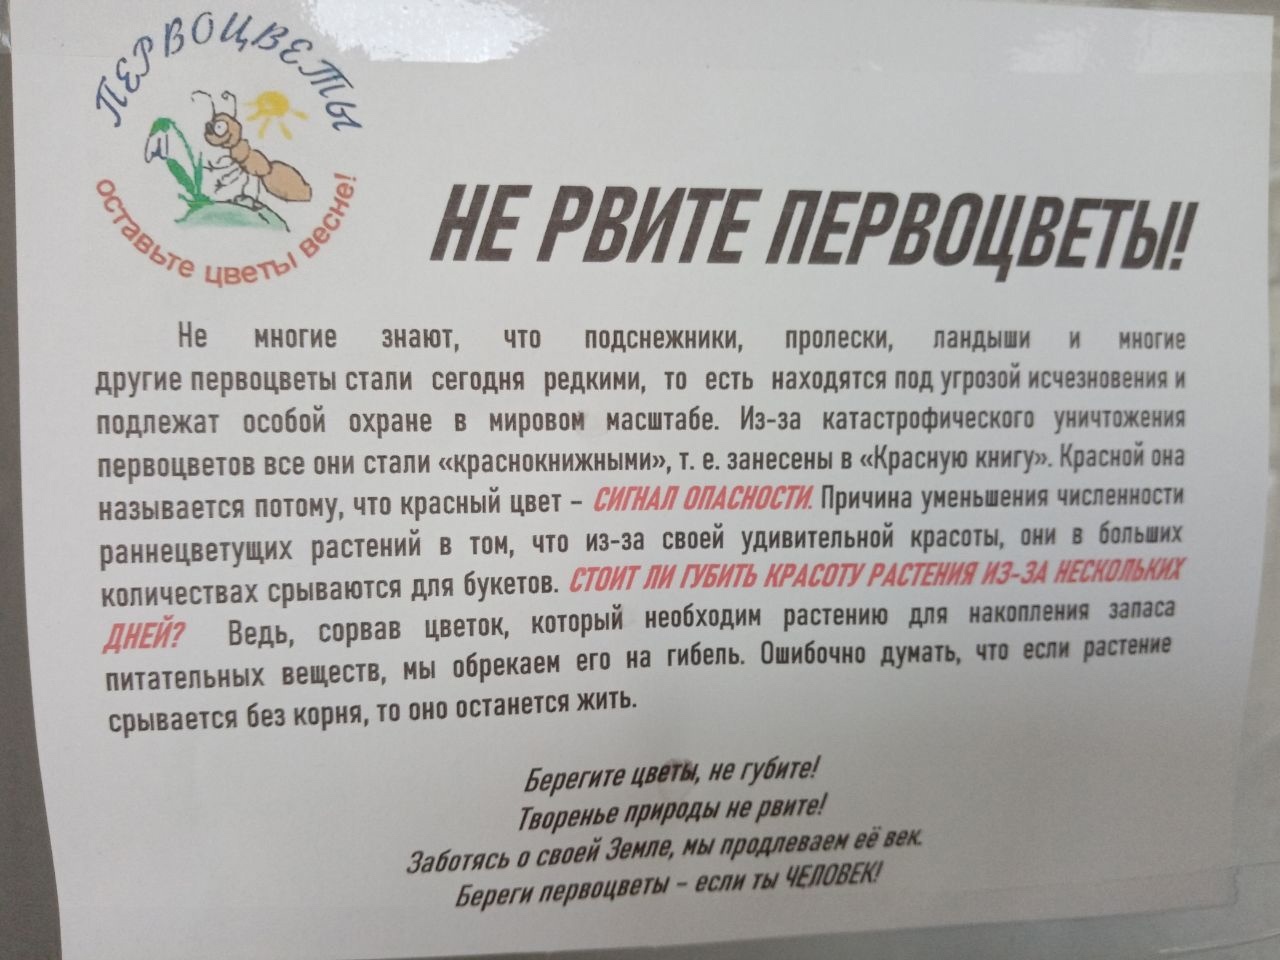 ПЕРВОЦВЕТЫ
оставьте цветы весне!
НЕ РВИТЕ ПЕРВОЦВЕТЫ!
Не многие знают, что подснежники, пролески, ландыши и многие
другие первоцветы стали сегодня редкими, то есть находятся под угрозой исчезновения и
подлежат особой охране в мировом масштабе. Из-за катастрофического уничтожения
первоцветов все они стали «краснокнижными», т. е. занесены в «Красную книгу». Красной она
называется потому, что красный цвет – СИГНАЛ ОПАСНОСТИ. Причина уменьшения численности
раннецветущих растений в том, что из-за своей удивительной красоты, они в больших
количествах срываются для букетов. СТОИТ ЛИ ГУБИТЬ КРАСОТУ РАСТЕНИЯ ИЗ-ЗА НЕСКОЛЬКИХ
ДНЕЙ? Ведь, сорвав цветок, который необходим растению для накопления запаса
питательных веществ, мы обрекаем его на гибель. Ошибочно думать, что если растение
срывается без корня, то оно останется жить.
Берегите цветы, не губите!
Творенье природы не рвите!
Заботясь о своей Земле, мы продлеваем её век.
Береги первоцветы – если ты ЧЕЛОВЕК!